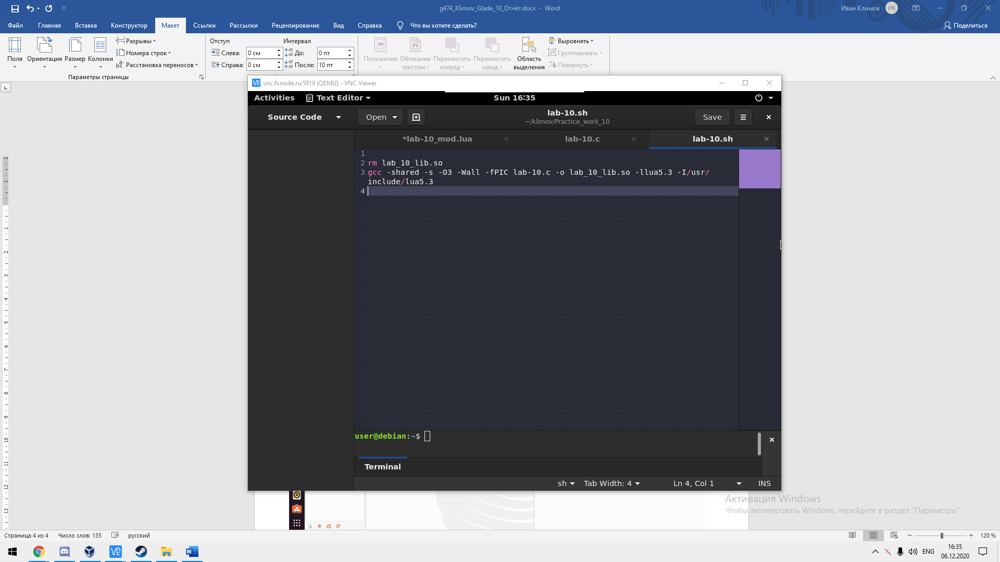 g474_Klimov_Glade_10_Отчёт.docx - Word
Иван Климов ИК
Файл Главная Вставка Конструктор Макет Ссылки Рассылки Рецензирование Вид Справка Что вы хотите сделать? Поделиться
Поля
Ориентация
Размер
Колонки
Разрывы
Номера строк
Расстановка переносов
Параметры страницы
Отступ
Слева: 0 см
Справа: 0 см
Интервал
До: 0 пт
После: 10 пт
Положение
Обтекание текстом
Переместить вперед
Переместить назад
Область выделения
Выровнять
Группировать
Повернуть
vnc.fxnode.ru:5919 (QEMU) - VNC Viewer
Activities Text Editor Sun 16:35
Source Code Open lab-10.sh Save
~/klimov/Practice_work_10
*lab-10_mod.lua lab-10.c lab-10.sh
1
2 rm lab_10_lib.so
3 gcc -shared -s -O3 -Wall -fPIC lab-10.c -o lab_10_lib.so -llua5.3 -I/usr/
include/lua5.3
4
user@debian:~$
Terminal
sh Tab Width: 4 Ln 4, Col 1 INS
Активация Windows
Чтобы активировать Windows, перейдите в раздел "Параметры".
Страница 4 из 4 Число слов: 135 русский 120 %
ENG
16:35
06.12.2020